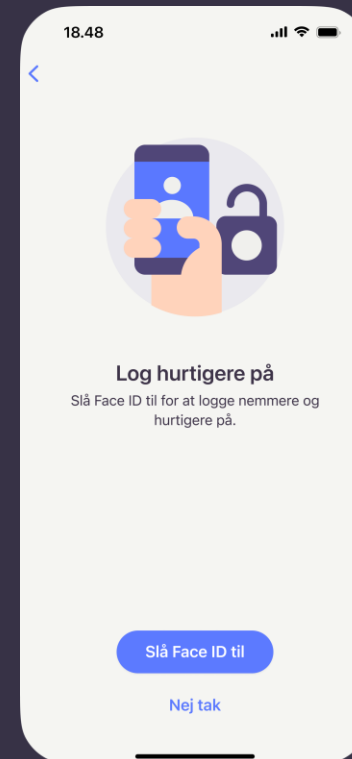 18.48
Log hurtigere på
Slå Face ID til for at logge nemmere og
hurtigere på.
Slå Face ID til
Nej tak